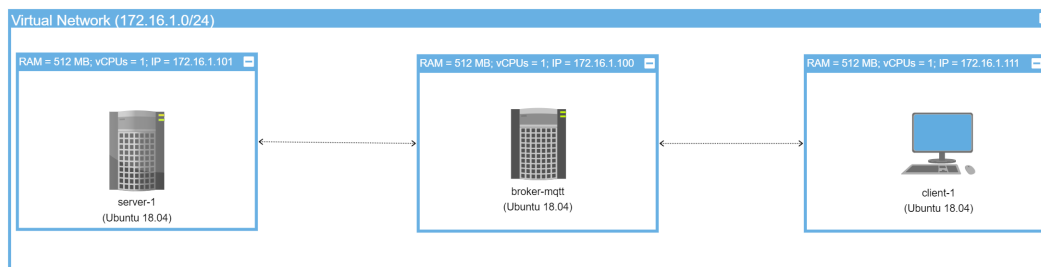 Virtual Network (172.16.1.0/24)
RAM = 512 MB; vCPUs = 1; IP = 172.16.1.101
RAM = 512 MB; vCPUs = 1; IP = 172.16.1.100
RAM = 512 MB; vCPUs = 1; IP = 172.16.1.111
server-1
(Ubuntu 18.04)
broker-mqtt
(Ubuntu 18.04)
client-1
(Ubuntu 18.04)